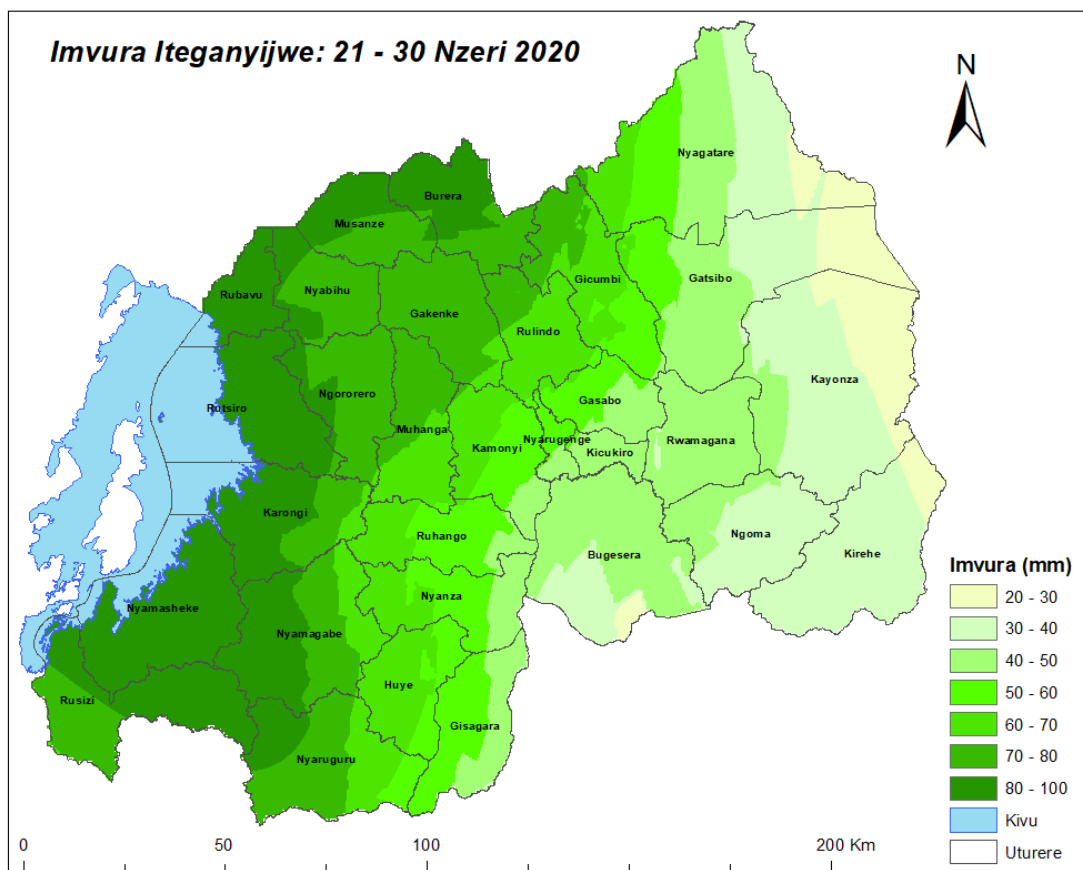 Imvura Iteganyijwe: 21 - 30 Nzeri 2020
N
Nyagatare
Burera
Musanze
Gicumbi
Gatsibo
Rubavu
Nyabihu
Gakenke
Rulindo
Kayonza
Rutsiro
Ngororero
Gasabo
Muhanga
Kamonyi
Nyarugenge
Rwamagana
Kicukiro
Karongi
Ruhango
Bugesera
Ngoma
Kirehe
Nyamasheke
Nyanza
Nyamagabe
Huye
Rusizi
Gisagara
Nyaruguru
Imvura (mm)
20 - 30
30 - 40
40 - 50
50 - 60
60 - 70
70 - 80
80 - 100
Kivu
Uturere
0 50 100 200 Km